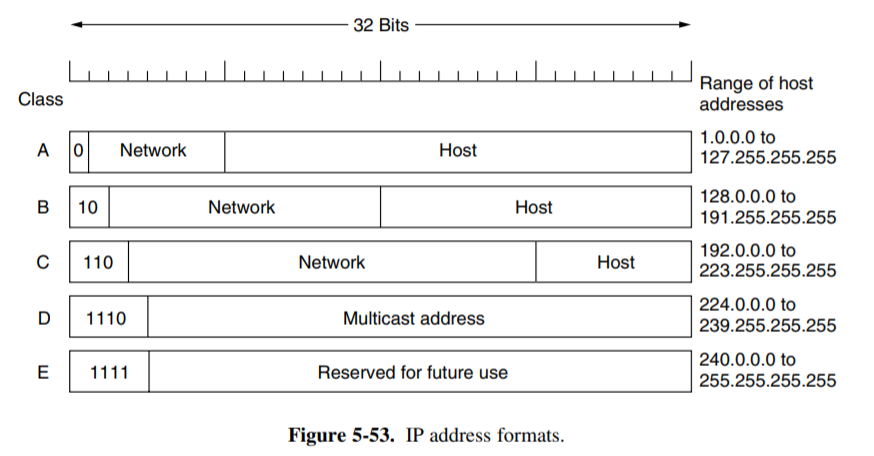 32 Bits
Class
Range of host
addresses
A 0 Network Host 1.0.0.0 to
127.255.255.255
B 10 Network Host 128.0.0.0 to
191.255.255.255
C 110 Network Host 192.0.0.0 to
223.255.255.255
D 1110 Multicast address 224.0.0.0 to
239.255.255.255
E 1111 Reserved for future use 240.0.0.0 to
255.255.255.255
Figure 5-53. IP address formats.